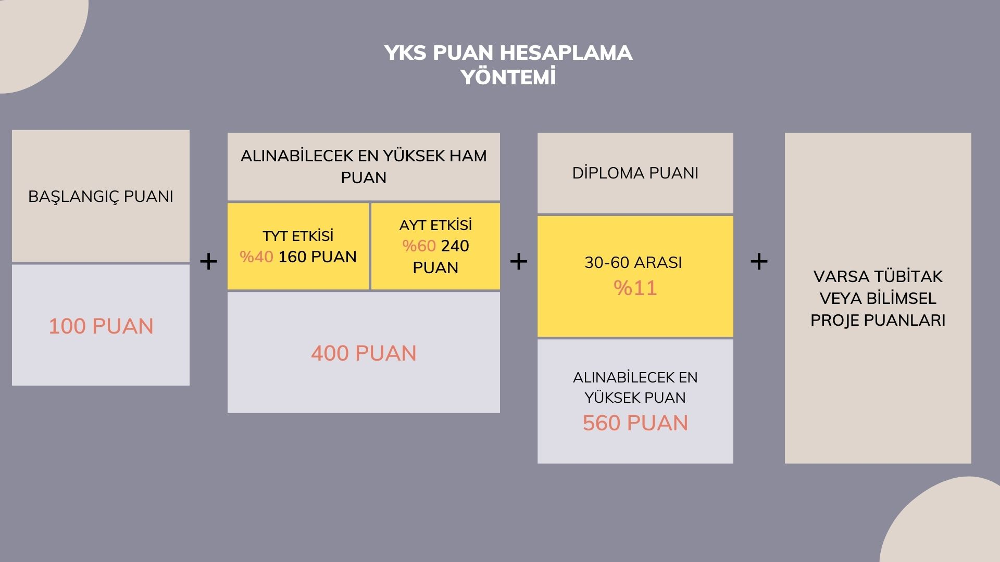 YKS PUAN HESAPLAMA
YÖNTEMİ
BAŞLANGIÇ PUANI
100 PUAN
+
ALINABİLECEK EN YÜKSEK HAM
PUAN
TYT ETKİSİ
%40 160 PUAN
AYT ETKİSİ
%60 240
PUAN
400 PUAN
+
DİPLOMA PUANI
30-60 ARASI
%11
ALINABİLECEK EN
YÜKSEK PUAN
560 PUAN
+
VARSA TÜBİTAK
VEYA BİLİMSEL
PROJE PUANLARI